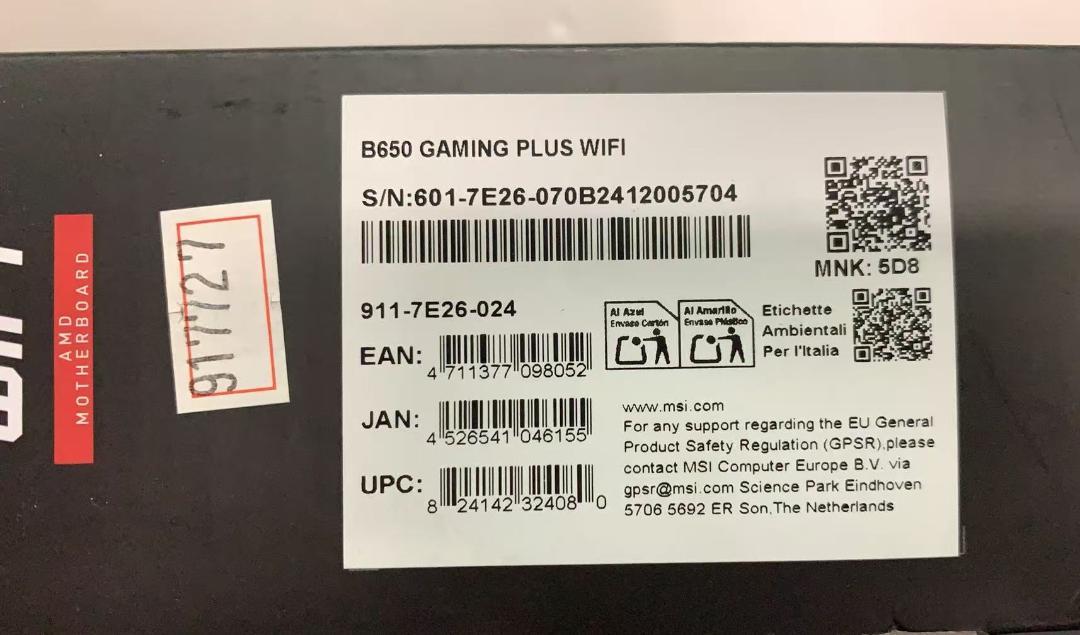 AMD
MOTHERBOARD
917727
B650 GAMING PLUS WIFI
S/N:601-7E26-070B2412005704
MNK: 5D8
911-7E26-024
Al Azul
Envase Cartón
Al Amarillo
Envase Plástico
Etichette
Ambientali
Per l'Italia
EAN:
4 711377 098052
JAN:
4 526541 046155
UPC:
8 24142 32408 0
www.msi.com
For any support regarding the EU General
Product Safety Regulation (GPSR),please
contact MSI Computer Europe B.V. via
gpsr@msi.com Science Park Eindhoven
5706 5692 ER Son,The Netherlands